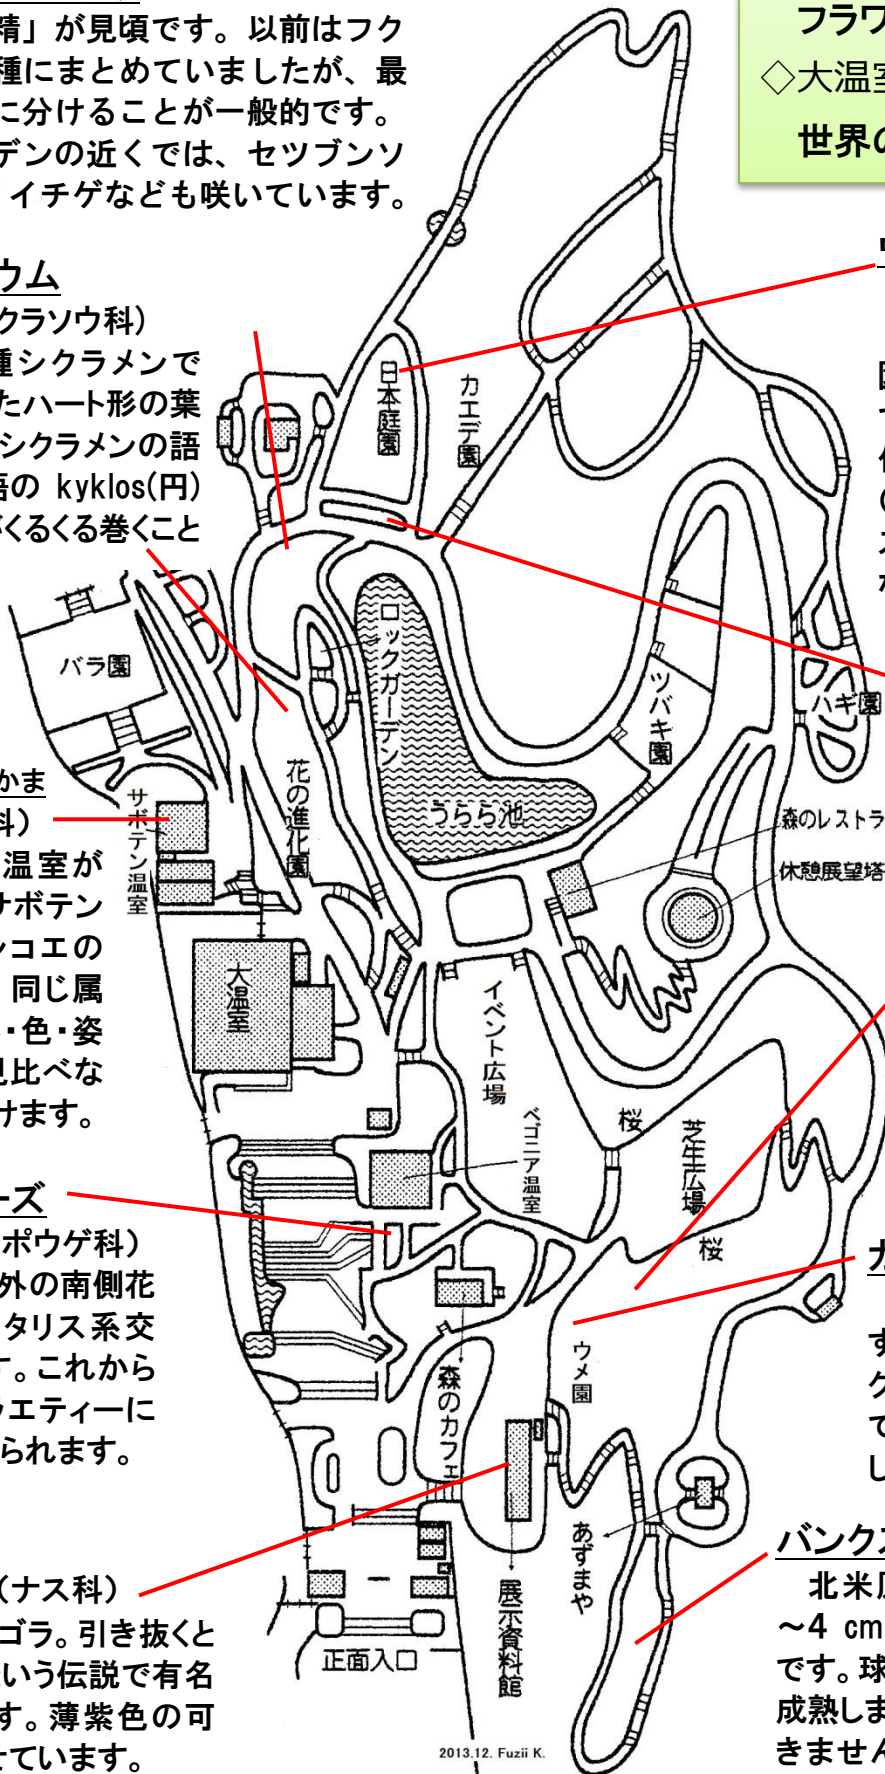 精」が見頃です。以前はフク
種にまとめていましたが、最
に分けることが一般的です。
デンの近くでは、セツブンソ
イチゲなども咲いています。
フラワ
◇大温室
世界の
ウム
クラソウ科）
種シクラメンで
たハート形の葉
シクラメンの語
語の kyklos(円)
がくるくる巻くこと
日本庭園
カエデ園
バラ園
ロックガーデン
ツバキ園
ハギ園
かま
科）
温室が
サボテン
ンコエの
同じ属
・色・姿
見比べな
けます。
サボテン温室
花の進化園
うらら池
森のレストラ
休憩展望塔
大温室
イベント広場
ベゴニア温室
桜
芝生広場
桜
ーズ
ポウゲ科）
外の南側花
タリス系交
す。これから
ラエティーに
られます。
ウメ園
森のカフェ
あずまや
展示資料館
正面入口
（ナス科）
ゴラ。引き抜くと
いう伝説で有名
す。薄紫色の可
せています。
す
ク
て
し
バンクス
北米原
～4 cm
です。球
成熟しま
きません
2013.12. Fuzii K.